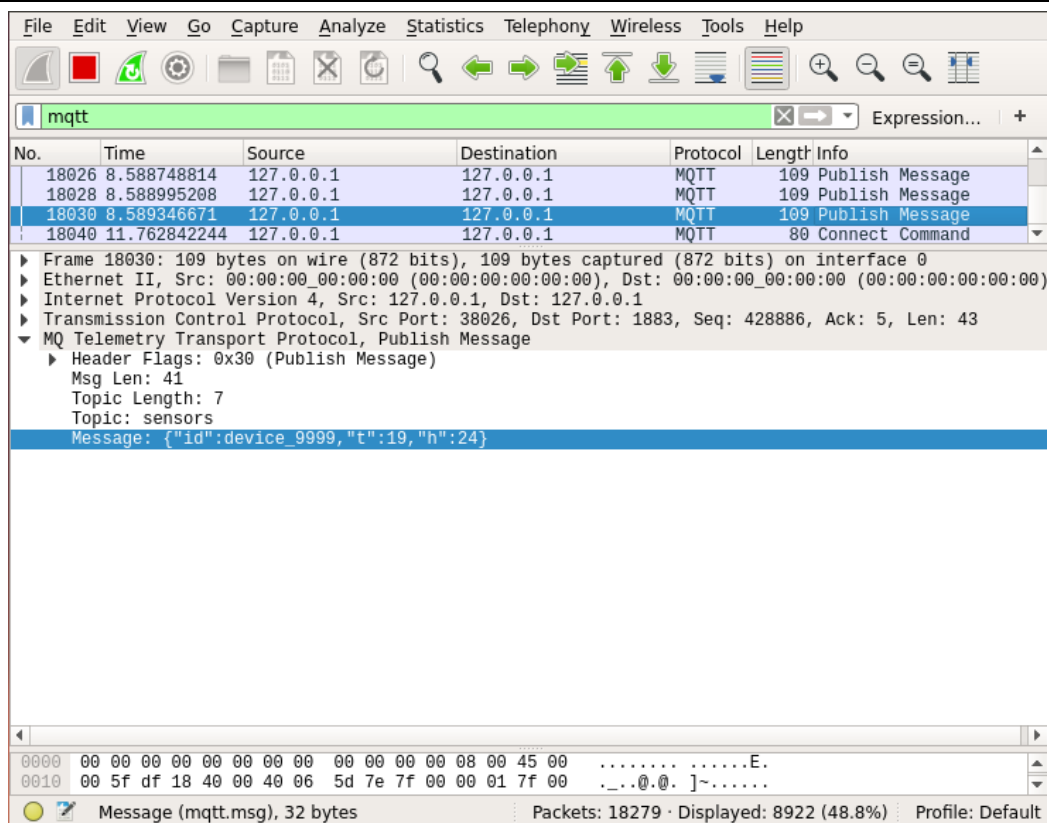 File Edit View Go Capture Analyze Statistics Telephony Wireless Tools Help
mqtt Expression... +
No. Time Source Destination Protocol Length Info
18026 8.588748814 127.0.0.1 127.0.0.1 MQTT 109 Publish Message
18028 8.588995208 127.0.0.1 127.0.0.1 MQTT 109 Publish Message
18030 8.589346671 127.0.0.1 127.0.0.1 MQTT 109 Publish Message
18040 11.762842244 127.0.0.1 127.0.0.1 MQTT 80 Connect Command
Frame 18030: 109 bytes on wire (872 bits), 109 bytes captured (872 bits) on interface 0
Ethernet II, Src: 00:00:00_00:00:00 (00:00:00:00:00:00), Dst: 00:00:00_00:00:00 (00:00:00:00:00:00)
Internet Protocol Version 4, Src: 127.0.0.1, Dst: 127.0.0.1
Transmission Control Protocol, Src Port: 38026, Dst Port: 1883, Seq: 428886, Ack: 5, Len: 43
MQ Telemetry Transport Protocol, Publish Message
Header Flags: 0x30 (Publish Message)
Msg Len: 41
Topic Length: 7
Topic: sensors
Message: {"id":device_9999,"t":19,"h":24}
0000 00 00 00 00 00 00 00 00 00 00 00 00 08 00 45 00 ........ ......E.
0010 00 5f df 18 40 00 40 06 5d 7e 7f 00 00 01 7f 00 ._..@.@. ]~......
Message (mqtt.msg), 32 bytes Packets: 18279 · Displayed: 8922 (48.8%) Profile: Default